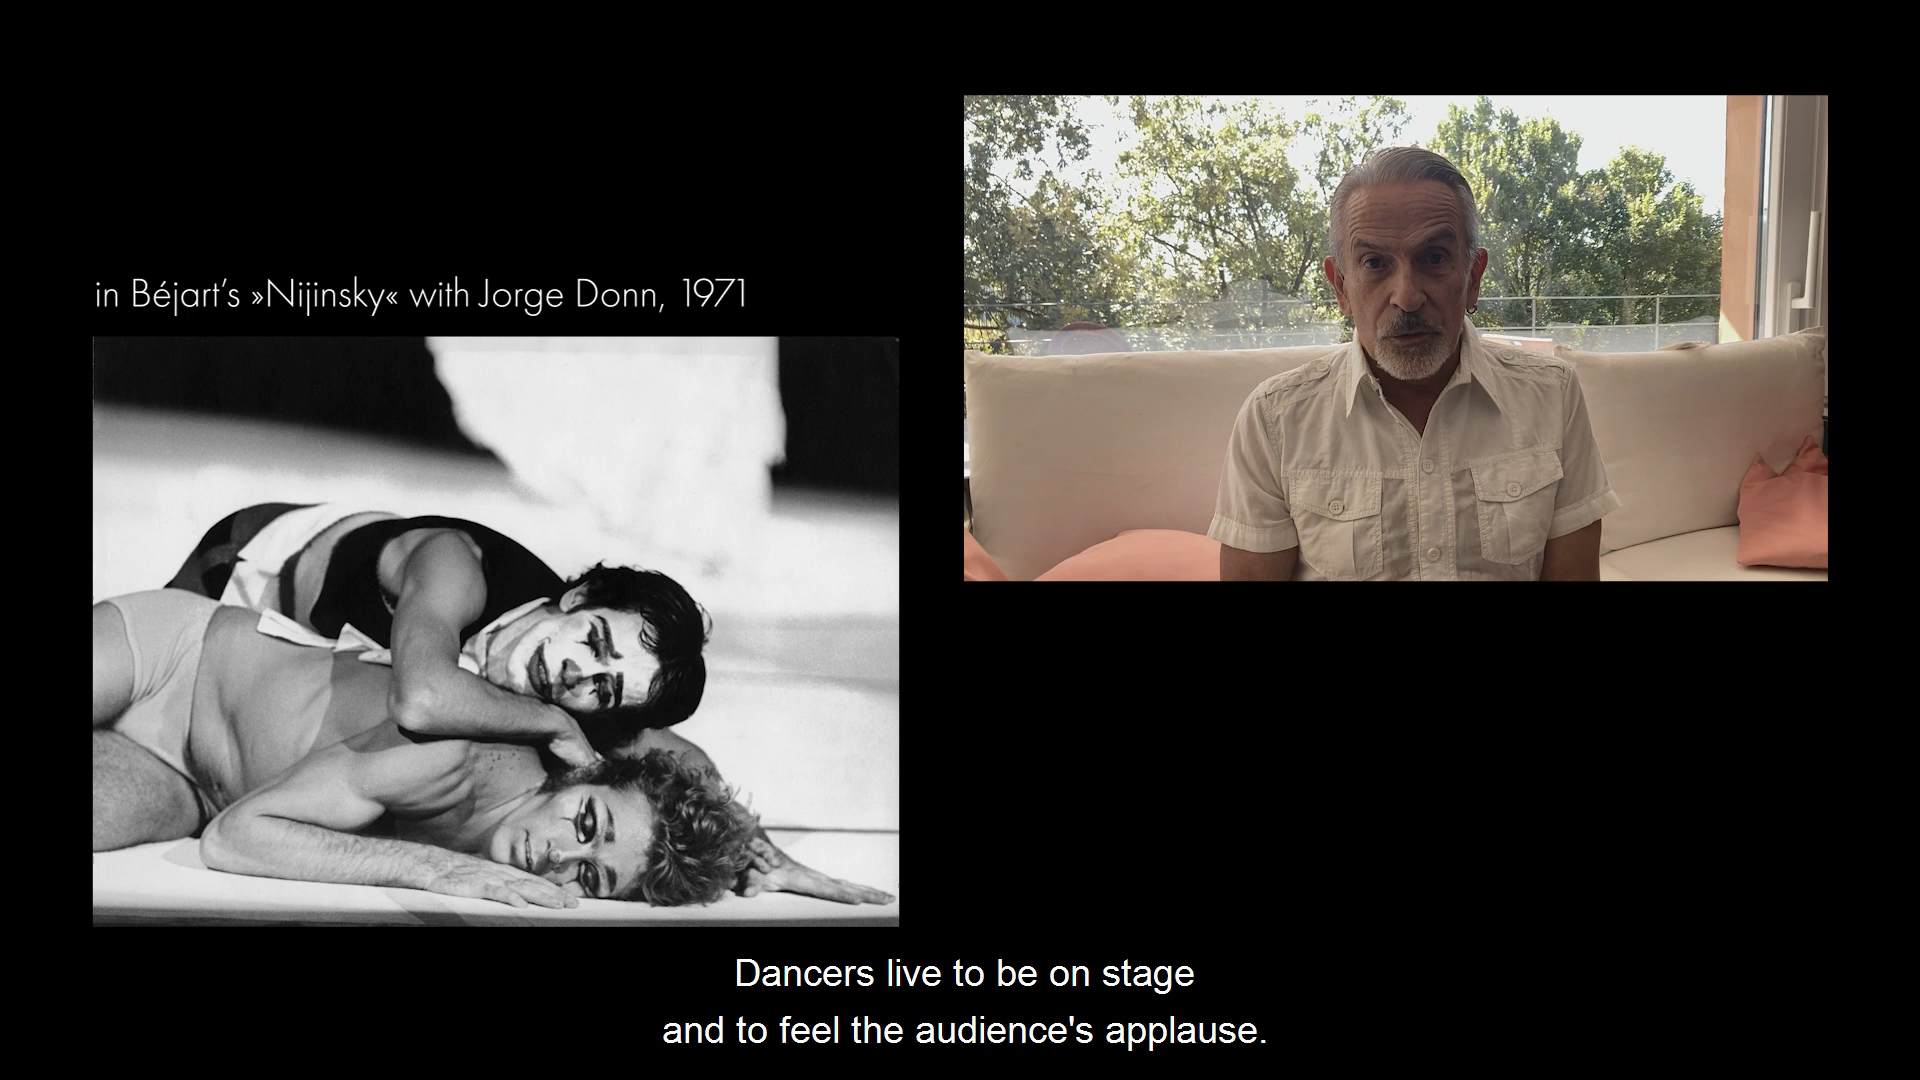 in Béjart's »Nijinsky« with Jorge Donn, 1971
Dancers live to be on stage
and to feel the audience's applause.